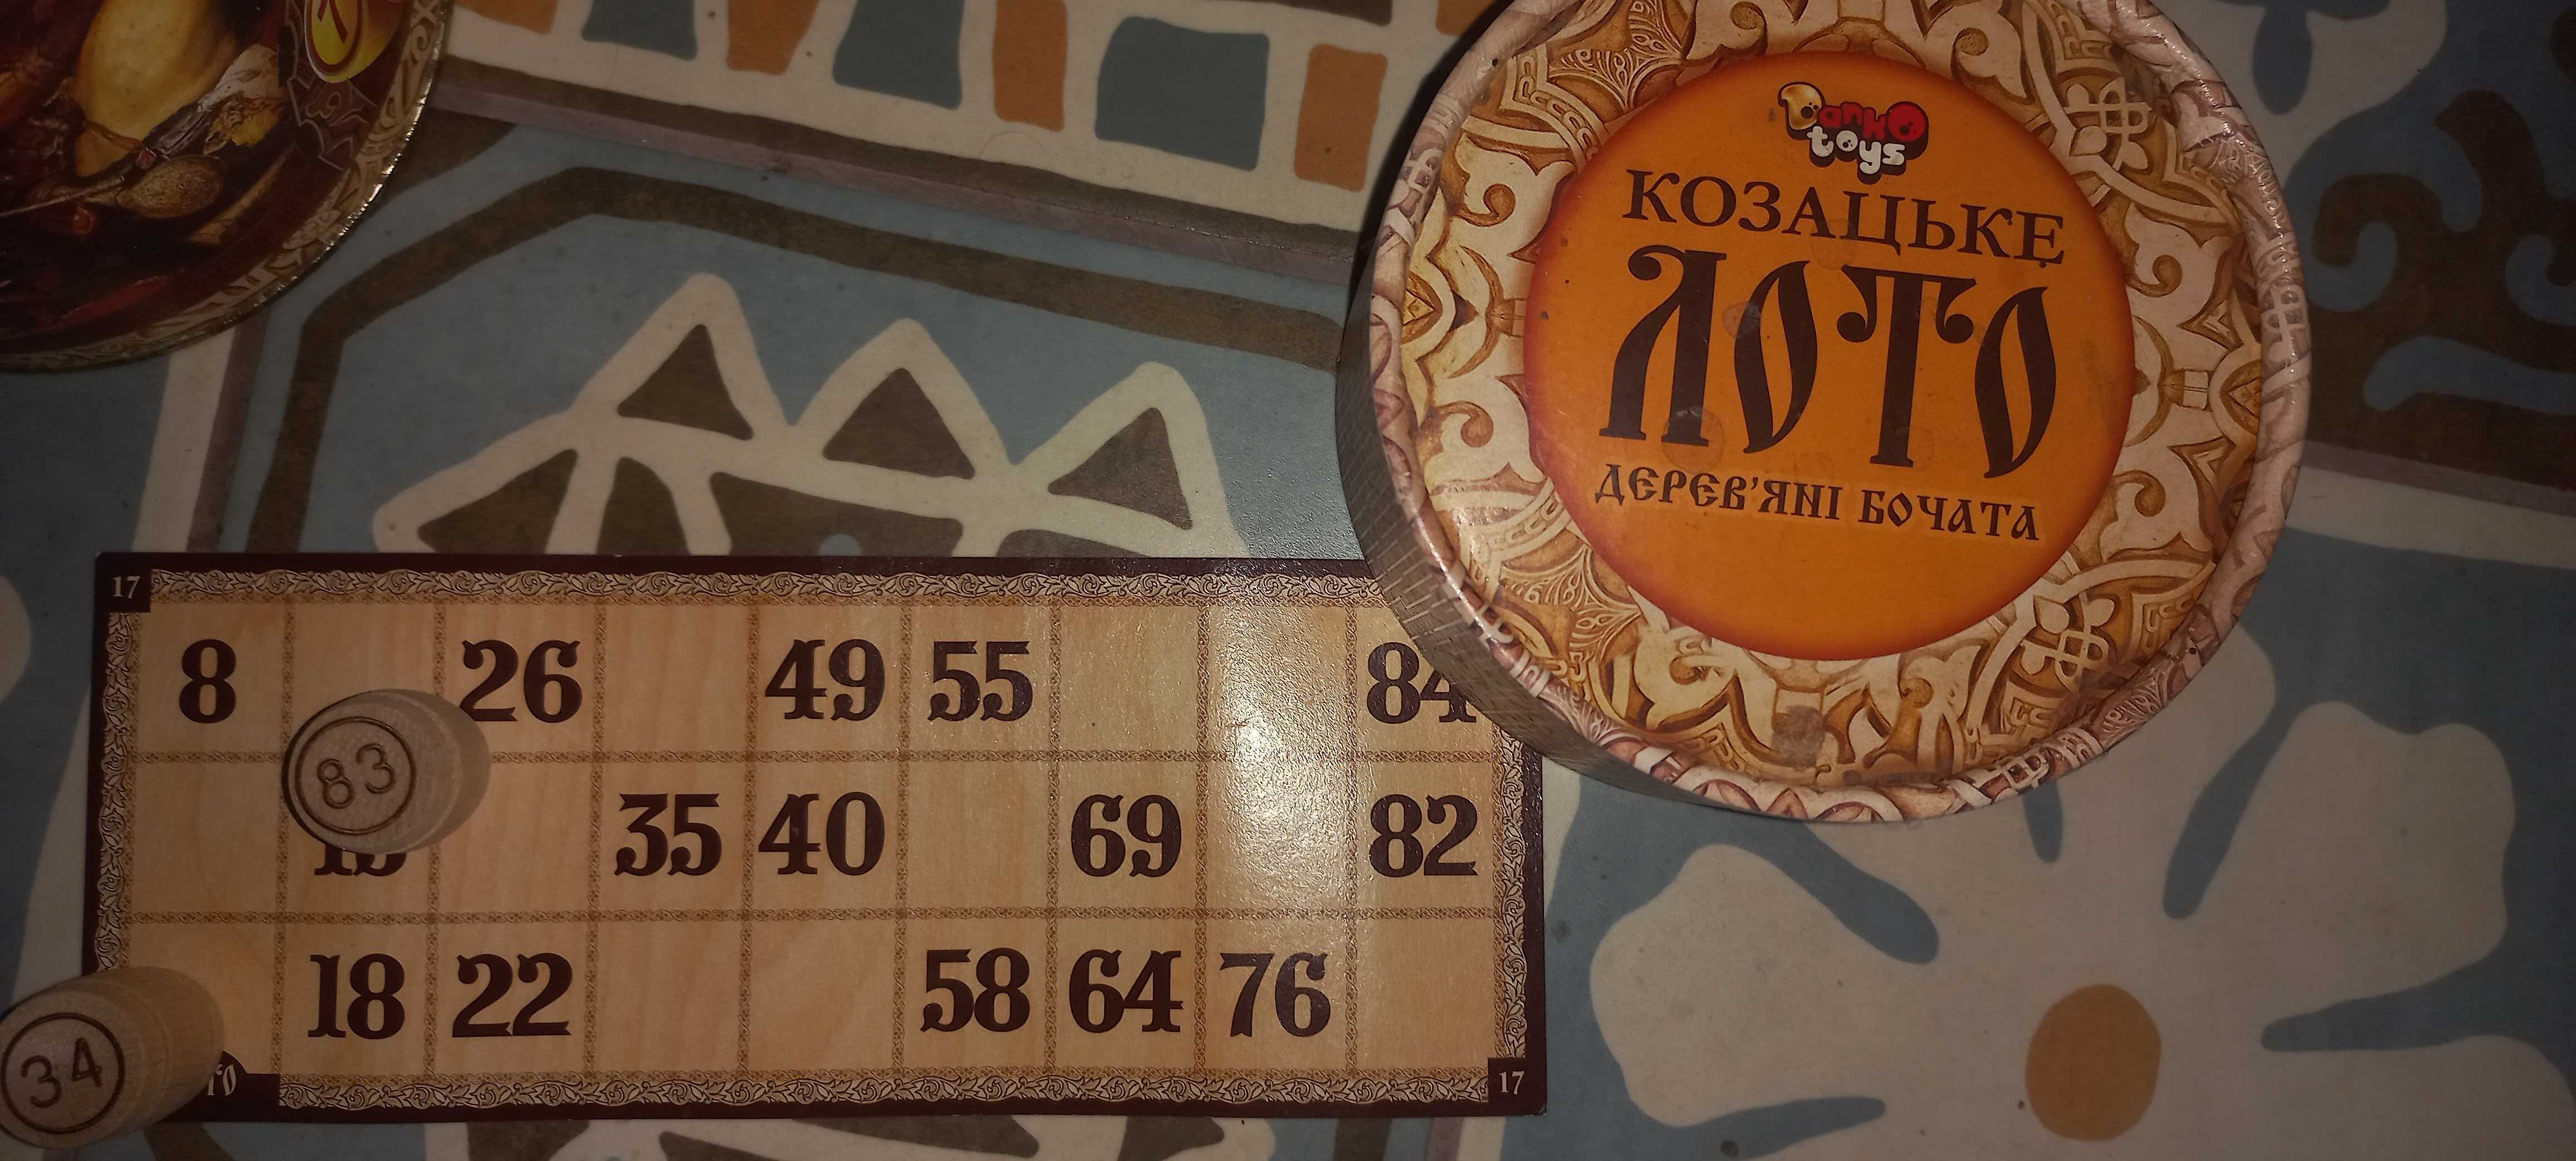 Danko
toys
КОЗАЦЬКЕ
ЛОТО
ДЕРЕВ'ЯНІ БОЧАТА
17
8 26 49 55 84
83
35 40 69 82
18 22 58 64 76
34
17